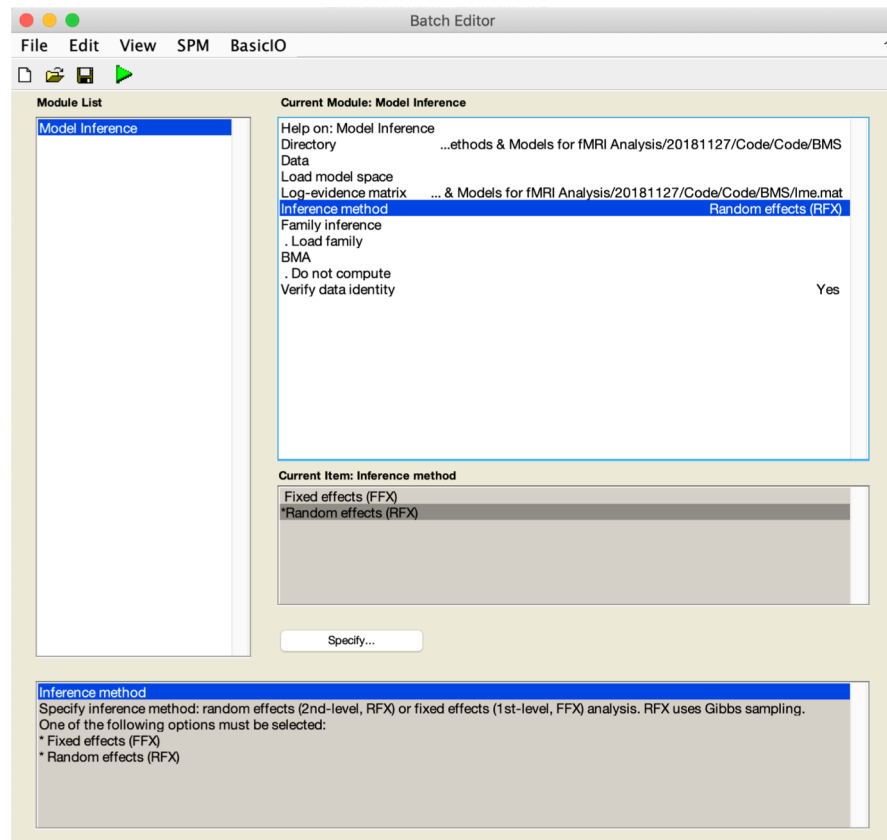 Batch Editor
File Edit View SPM BasicIO
Module List
Model Inference
Current Module: Model Inference
Help on: Model Inference
Directory ...ethods & Models for fMRI Analysis/20181127/Code/Code/BMS
Data
Load model space
Log-evidence matrix ... & Models for fMRI Analysis/20181127/Code/Code/BMS/lme.mat
Inference method Random effects (RFX)
Family inference
. Load family
BMA
. Do not compute
Verify data identity Yes
Current Item: Inference method
Fixed effects (FFX)
*Random effects (RFX)
Specify...
Inference method
Specify inference method: random effects (2nd-level, RFX) or fixed effects (1st-level, FFX) analysis. RFX uses Gibbs sampling.
One of the following options must be selected:
* Fixed effects (FFX)
* Random effects (RFX)